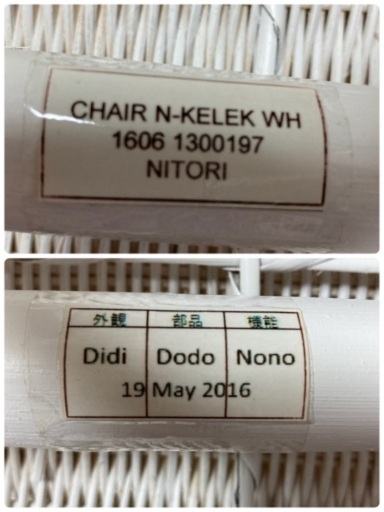 CHAIR N-KELEK WH
1606 1300197
NITORI
外観 部品 機能
Didi Dodo Nono
19 May 2016